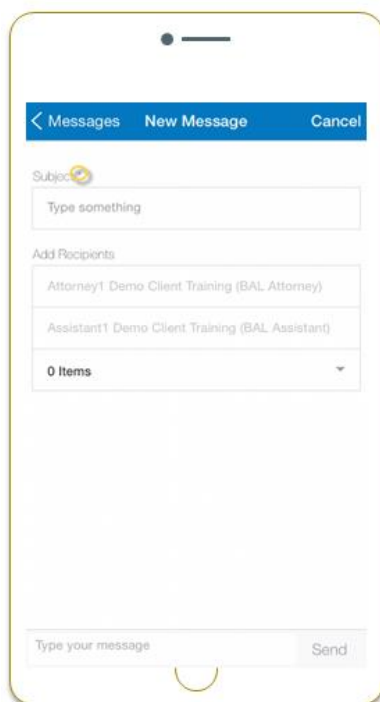 Messages New Message Cancel
Subject
Type something
Add Recipients
Attorney1 Demo Client Training (BAL Attorney)
Assistant1 Demo Client Training (BAL Assistant)
0 Items
Type your message Send